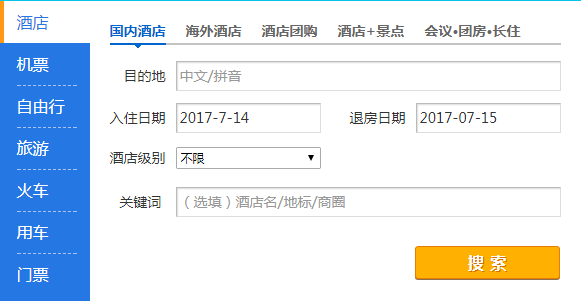 酒店
机票
自由行
旅游
火车
用车
门票
国内酒店 海外酒店 酒店团购 酒店+景点 会议•团房•长住
目的地 中文/拼音
入住日期 2017-7-14 退房日期 2017-07-15
酒店级别 不限
关键词 （选填）酒店名/地标/商圈
搜 索